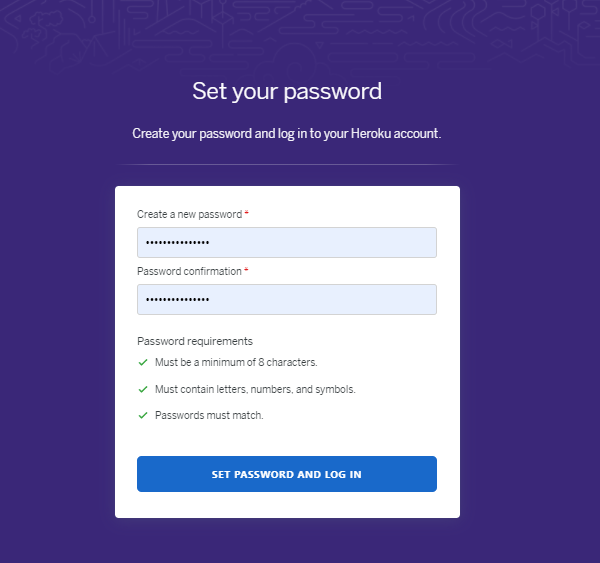 Set your password
Create your password and log in to your Heroku account.
Create a new password *
•••••••••••••••
Password confirmation *
•••••••••••••••
Password requirements
Must be a minimum of 8 characters.
Must contain letters, numbers, and symbols.
Passwords must match.
SET PASSWORD AND LOG IN